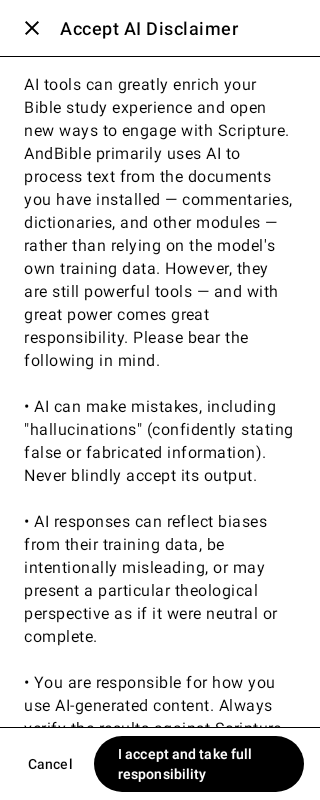 Accept AI Disclaimer
AI tools can greatly enrich your
Bible study experience and open
new ways to engage with Scripture.
AndBible primarily uses AI to
process text from the documents
you have installed — commentaries,
dictionaries, and other modules —
rather than relying on the model's
own training data. However, they
are still powerful tools — and with
great power comes great
responsibility. Please bear the
following in mind.
• AI can make mistakes, including
"hallucinations" (confidently stating
false or fabricated information).
Never blindly accept its output.
• AI responses can reflect biases
from their training data, be
intentionally misleading, or may
present a particular theological
perspective as if it were neutral or
complete.
• You are responsible for how you
use AI-generated content. Always
verify the results against Scripture
Cancel
I accept and take full
responsibility